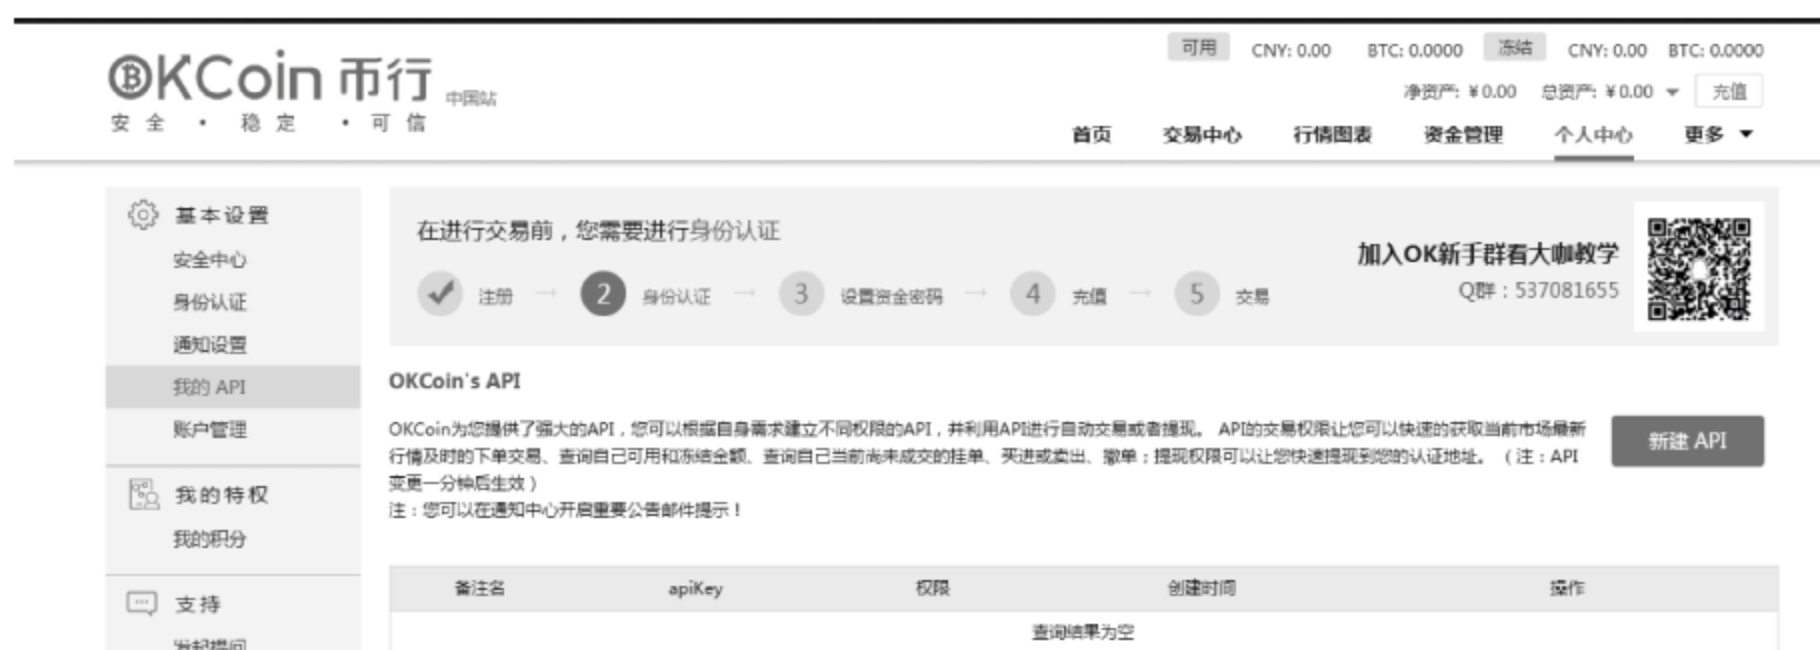 可用 CNY: 0.00 BTC: 0.0000 冻结 CNY: 0.00 BTC: 0.0000
OKCoin 币行 中国站
净资产: ￥0.00 总资产: ￥0.00 充值
安全 · 稳定 · 可信
首页 交易中心 行情图表 资金管理 个人中心 更多
基本设置
安全中心
身份认证
通知设置
我的 API
账户管理
我的特权
我的积分
支持
发起提问
在进行交易前，您需要进行身份认证
注册 → 2 身份认证 → 3 设置资金密码 → 4 充值 → 5 交易
加入OK新手群看大咖教学
Q群：537081655
OKCoin's API
OKCoin为您提供了强大的API，您可以根据自身需求建立不同权限的API，并利用API进行自动交易或者提现。 API的交易权限让您可以快速的获取当前市场最新
行情及时的下单交易、查询自己可用和冻结金额、查询自己当前尚未成交的挂单、买进或卖出、撤单；提现权限可以让您快速提现到您的认证地址。 （注：API
变更一分钟后生效）
注：您可以在通知中心开启重要公告邮件提示！
新建 API
备注名 apiKey 权限 创建时间 操作
查询结果为空